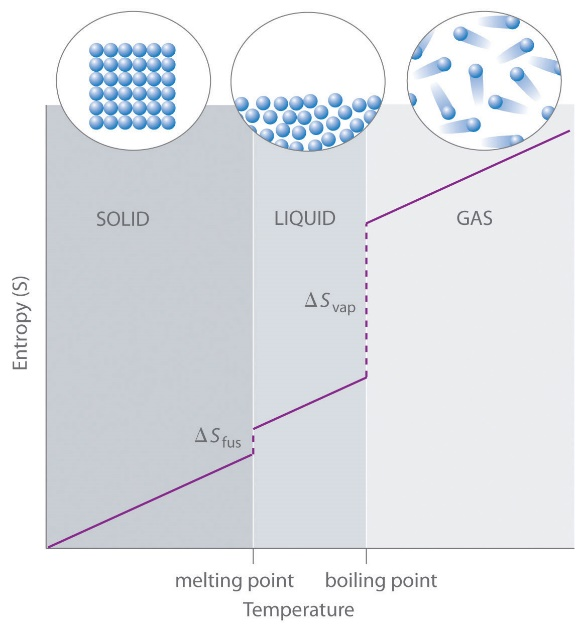 SOLID
LIQUID
GAS
Entropy (S)
ΔSvap
ΔSfus
melting point
boiling point
Temperature